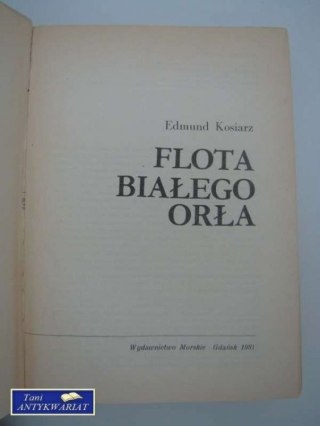 Edmund Kosiarz
FLOTA
BIAŁEGO
ORŁA
Wydawnictwo Morskie Gdańsk 1981
Tani
ANTYKWARIAT